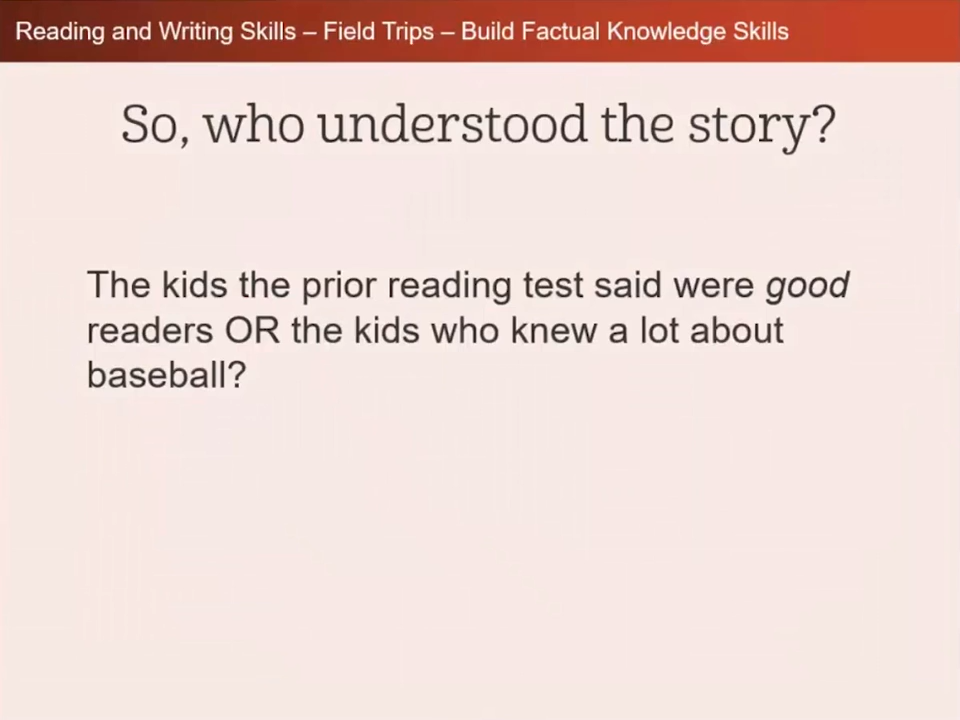 Reading and Writing Skills – Field Trips – Build Factual Knowledge Skills
So, who understood the story?
The kids the prior reading test said were good
readers OR the kids who knew a lot about
baseball?